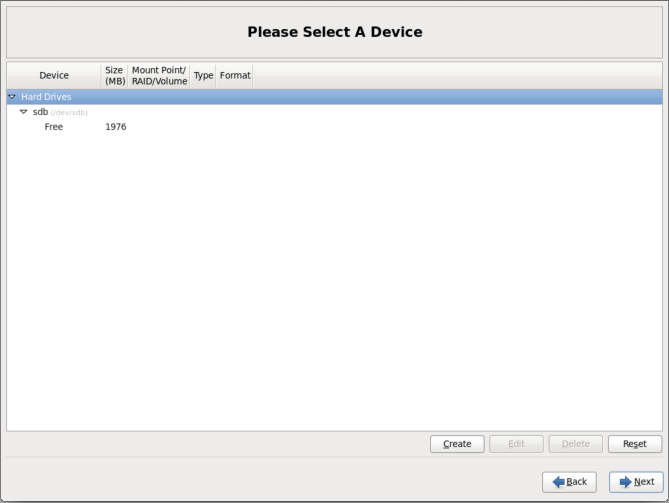 Please Select A Device
Device
Size (MB)
Mount Point/ RAID/Volume
Type
Format
Hard Drives
sdb (/dev/sdb)
Free 1976
Create Edit Delete Reset
Back Next